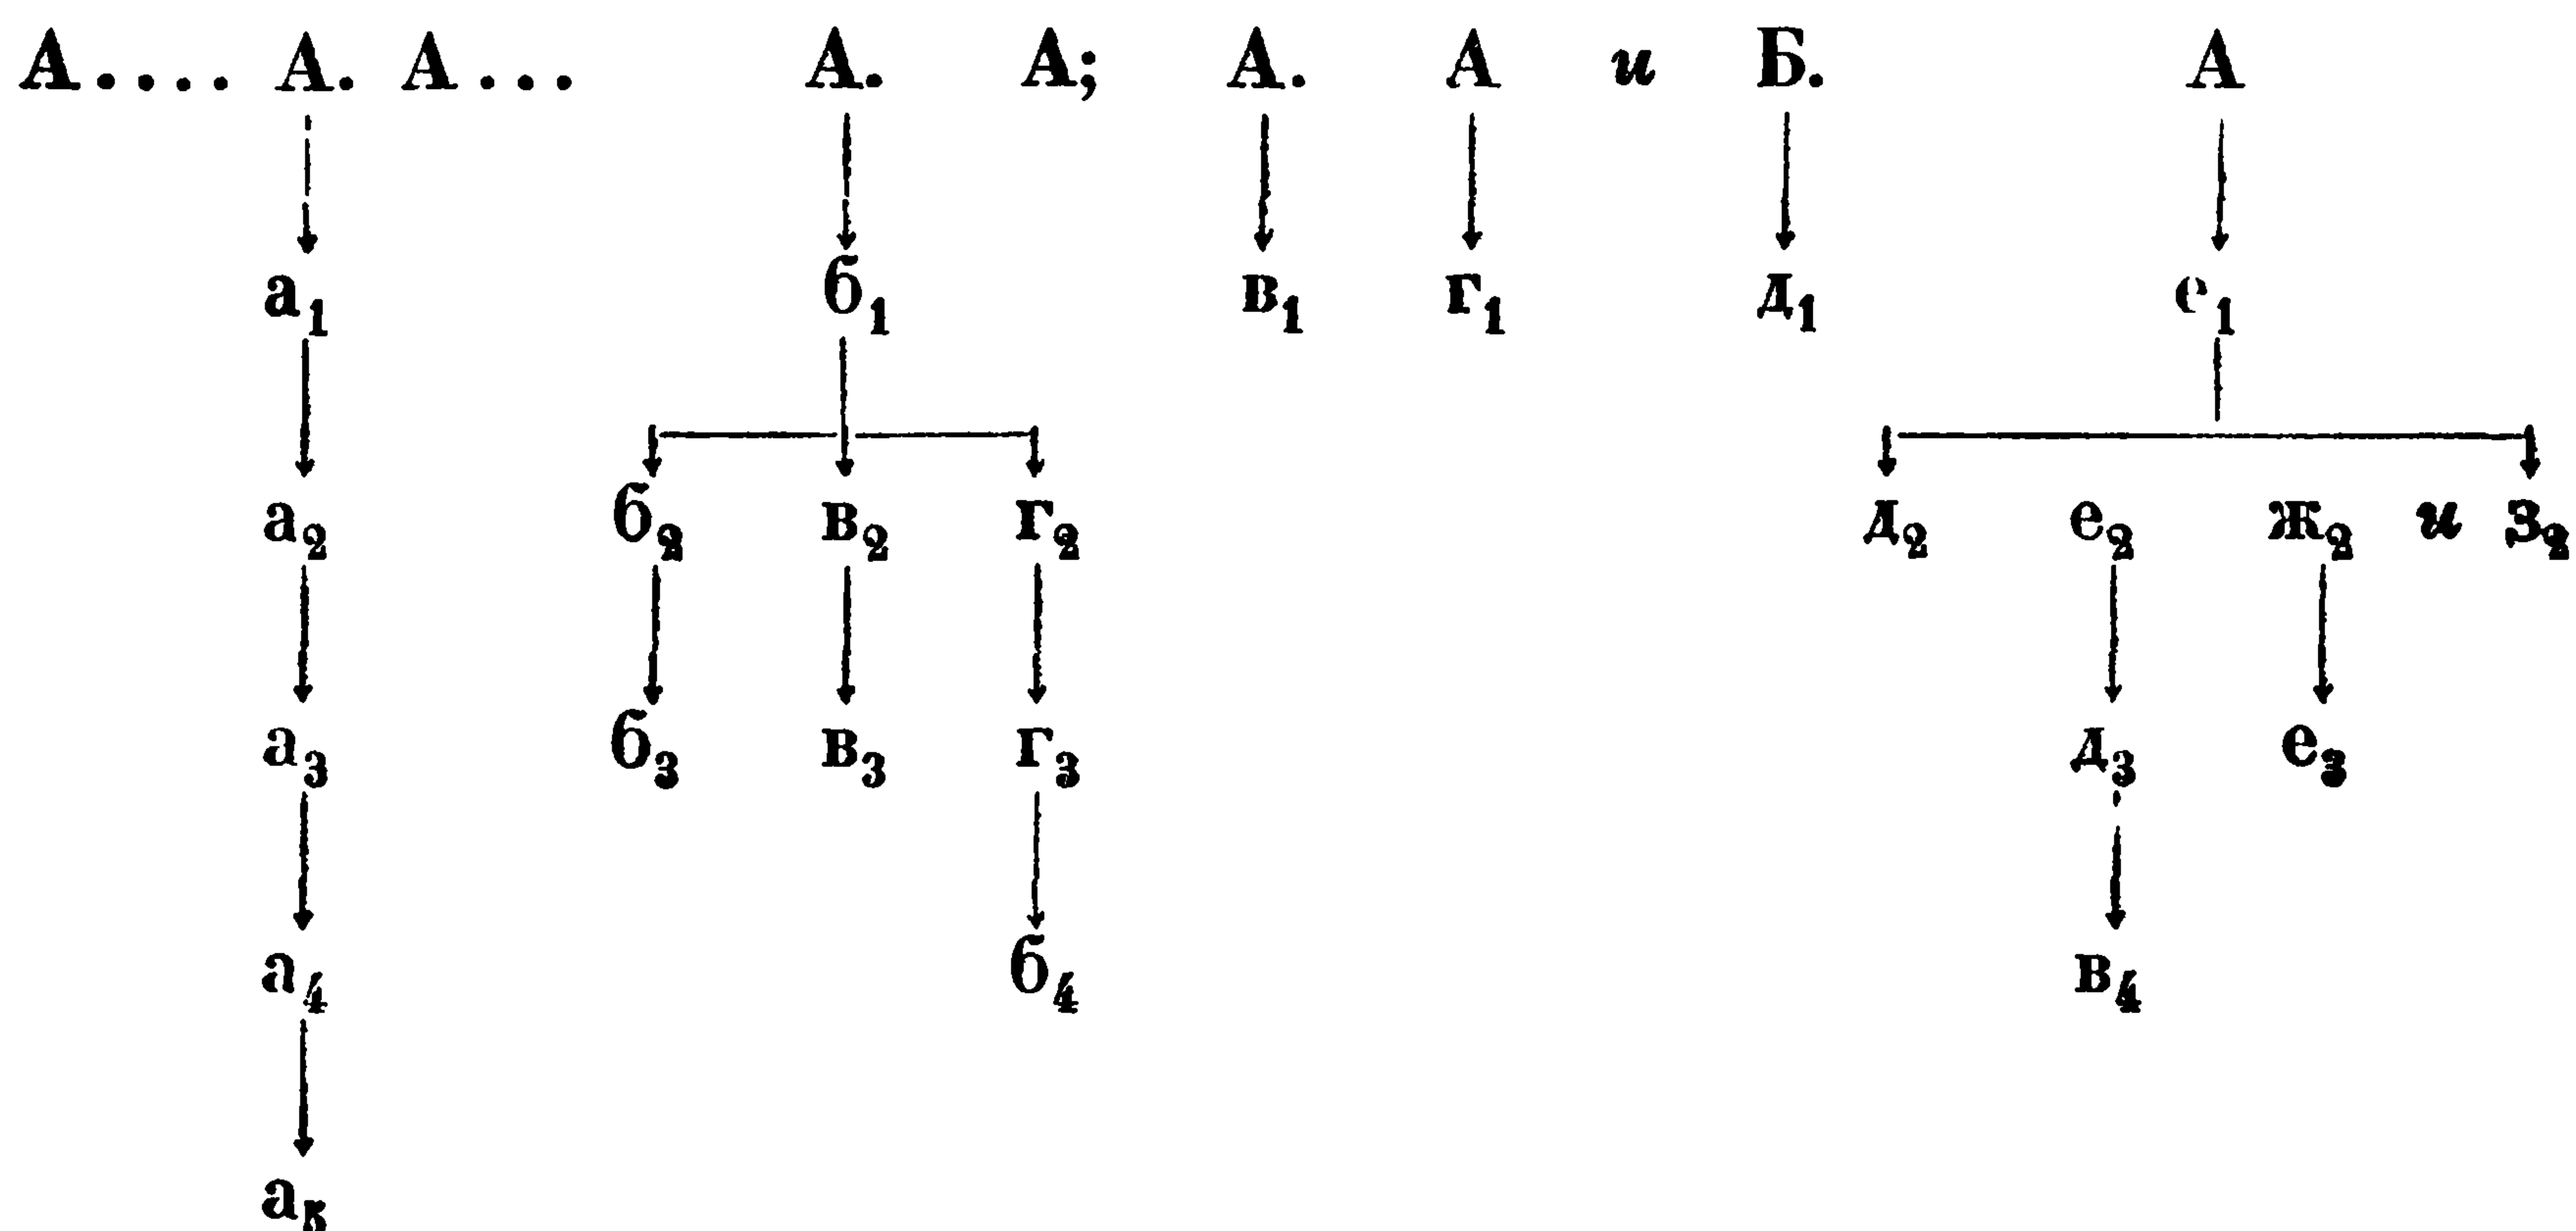 А.... А. А... А. А; А. А и Б. А
а₁ б₁ в₁ г₁ д₁ е₁
а₂ б₂ в₂ г₂ д₂ е₂ ж₂ и з₂
а₃ б₃ в₃ г₃ д₃ е₃
а₄ б₄ в₄
а₅